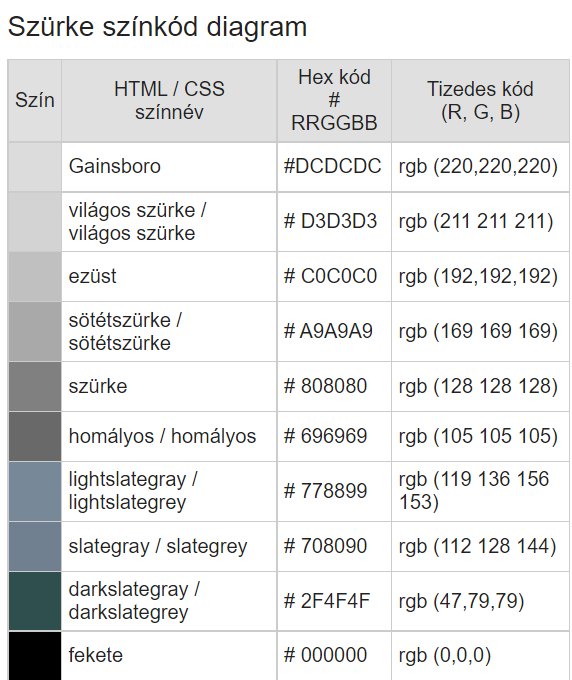 Szürke színkód diagram
Szín
HTML / CSS
színnév
Hex kód
#
RRGGBB
Tizedes kód
(R, G, B)
Gainsboro
#DCDCDC
rgb (220,220,220)
világos szürke /
világos szürke
# D3D3D3
rgb (211 211 211)
ezüst
# C0C0C0
rgb (192,192,192)
sötétszürke /
sötétszürke
# A9A9A9
rgb (169 169 169)
szürke
# 808080
rgb (128 128 128)
homályos / homályos
# 696969
rgb (105 105 105)
lightslategray /
lightslategrey
# 778899
rgb (119 136 156
153)
slategray / slategrey
# 708090
rgb (112 128 144)
darkslategray /
darkslategrey
# 2F4F4F
rgb (47,79,79)
fekete
# 000000
rgb (0,0,0)